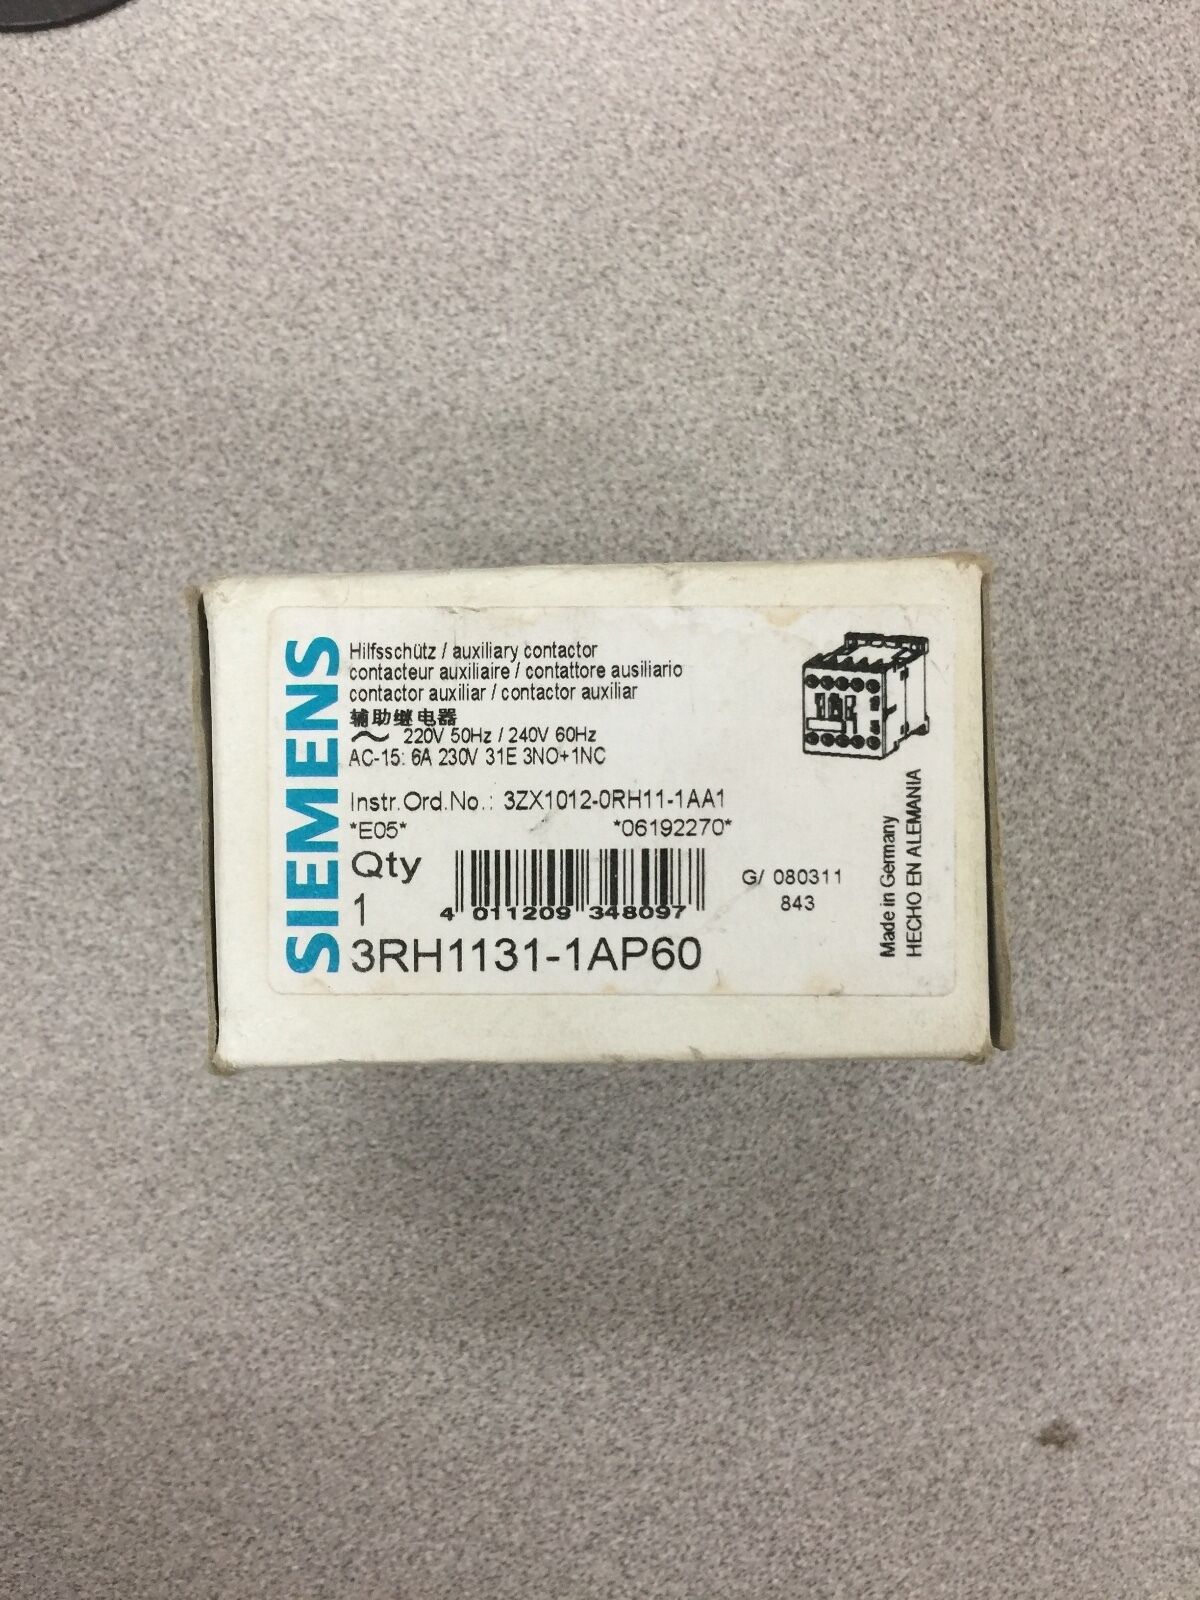 SIEMENS
Hilfsschütz / auxiliary contactor
contacteur auxiliaire / contattore ausiliario
contactor auxiliar / contactor auxiliar
辅助继电器
~ 220V 50Hz / 240V 60Hz
AC-15: 6A 230V 31E 3NO+1NC
Instr.Ord.No.: 3ZX1012-0RH11-1AA1
*E05* *06192270*
Qty
1
4 011209 348097
3RH1131-1AP60
G/ 080311
843
Made in Germany
HECHO EN ALEMANIA